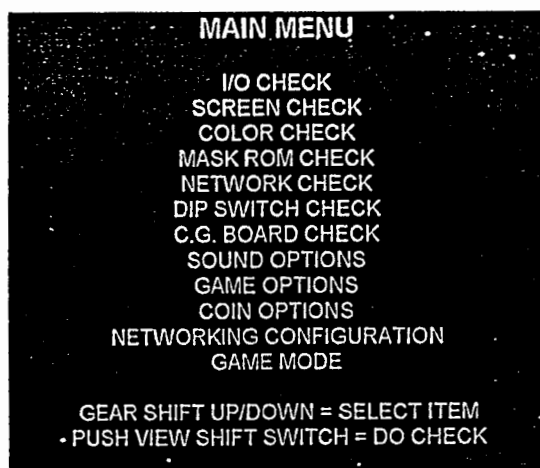 MAIN MENU
I/O CHECK
SCREEN CHECK
COLOR CHECK
MASK ROM CHECK
NETWORK CHECK
DIP SWITCH CHECK
C.G. BOARD CHECK
SOUND OPTIONS
GAME OPTIONS
COIN OPTIONS
NETWORKING CONFIGURATION
GAME MODE
GEAR SHIFT UP/DOWN = SELECT ITEM
PUSH VIEW SHIFT SWITCH = DO CHECK